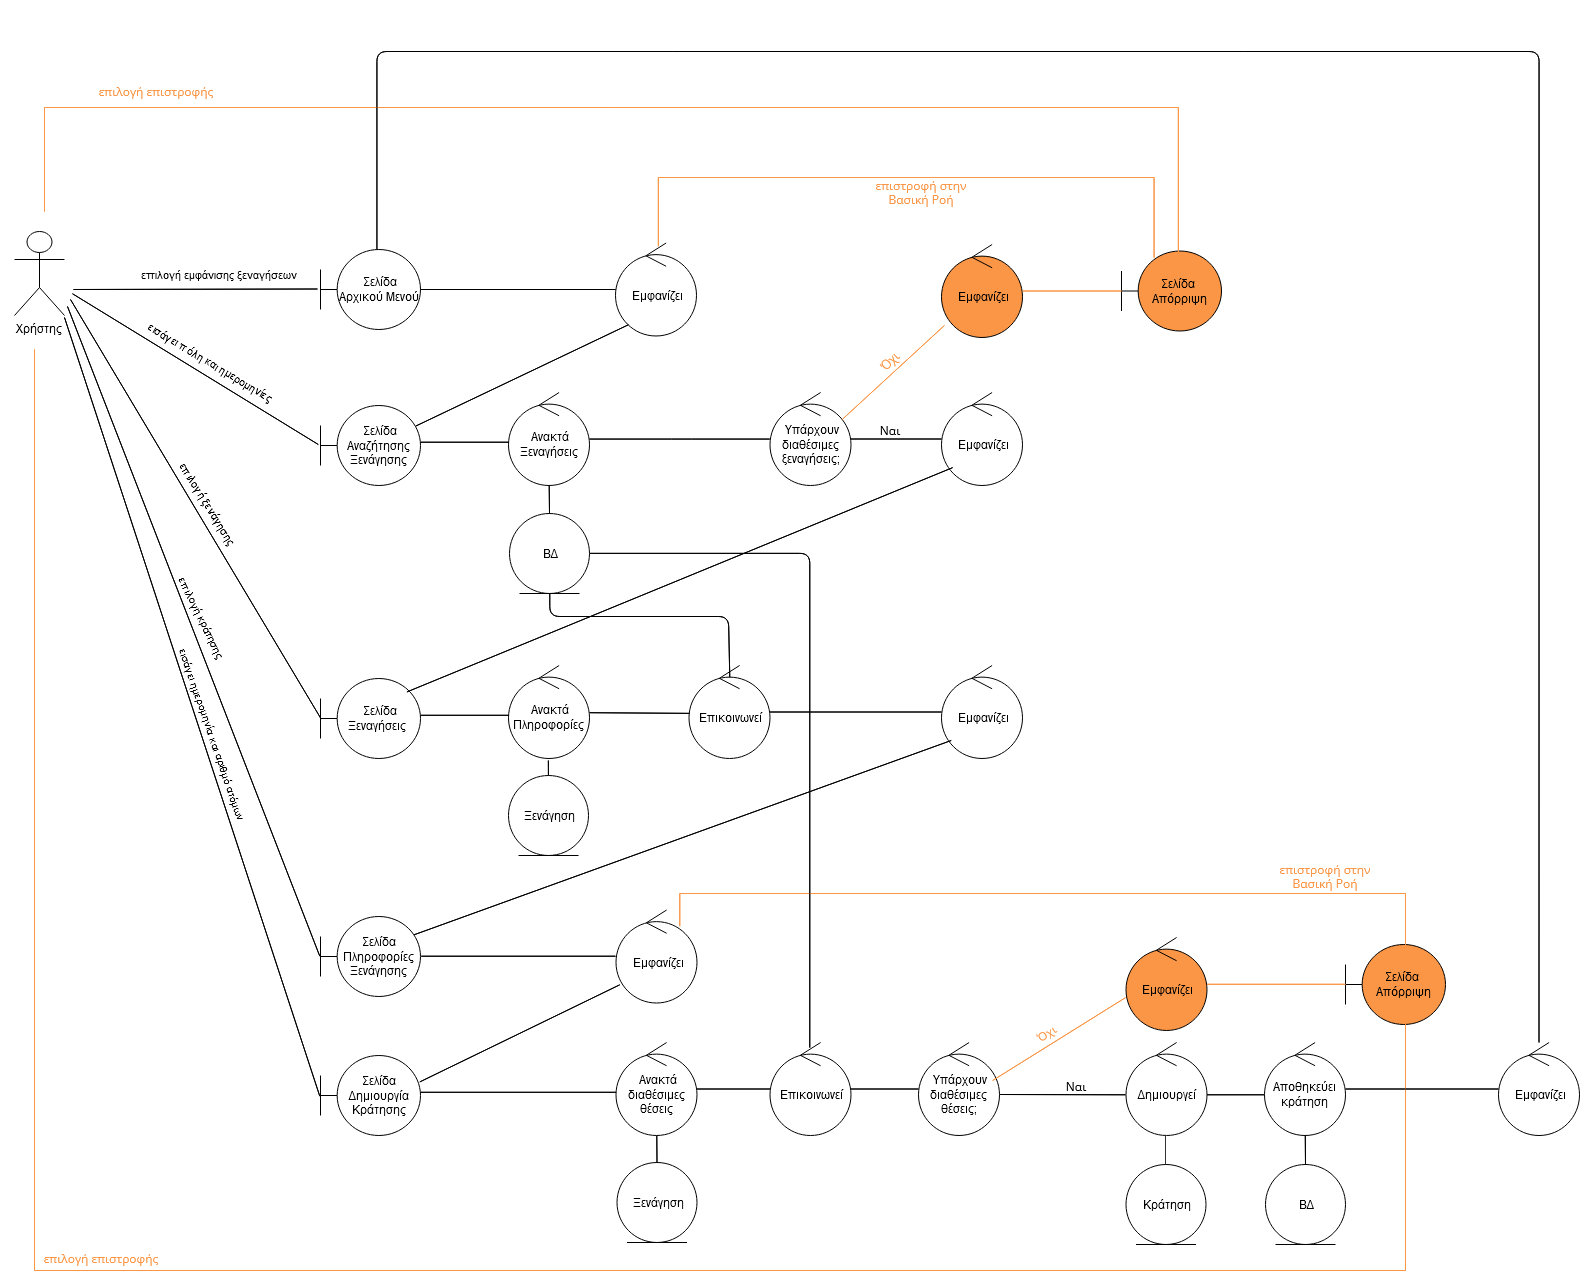 επιλογή επιστροφής
επιστροφή στην
Βασική Ροή
επιλογή εμφάνισης ξεναγήσεων
Σελίδα
Αρχικού Μενού
Εμφανίζει
Εμφανίζει
Σελίδα
Απόρριψη
Χρήστης
εισάγει πόλη και ημερομηνίες
Όχι
Σελίδα
Αναζήτησης
Ξενάγησης
Ανακτά
Ξεναγήσεις
Υπάρχουν
διαθέσιμες
ξεναγήσεις;
Ναι
Εμφανίζει
επιλογή ξενάγησης
ΒΔ
επιλογή κράτησης
Σελίδα
Ξεναγήσεις
Ανακτά
Πληροφορίες
Επικοινωνεί
Εμφανίζει
εισάγει ημερομηνία και αριθμό ατόμων
Ξενάγηση
επιστροφή στην
Βασική Ροή
Σελίδα
Πληροφορίες
Ξενάγησης
Εμφανίζει
Εμφανίζει
Σελίδα
Απόρριψη
Όχι
Σελίδα
Δημιουργία
Κράτησης
Ανακτά
διαθέσιμες
θέσεις
Επικοινωνεί
Υπάρχουν
διαθέσιμες
θέσεις;
Ναι
Δημιουργεί
Αποθηκεύει
κράτηση
Εμφανίζει
Ξενάγηση
Κράτηση
ΒΔ
επιλογή επιστροφής